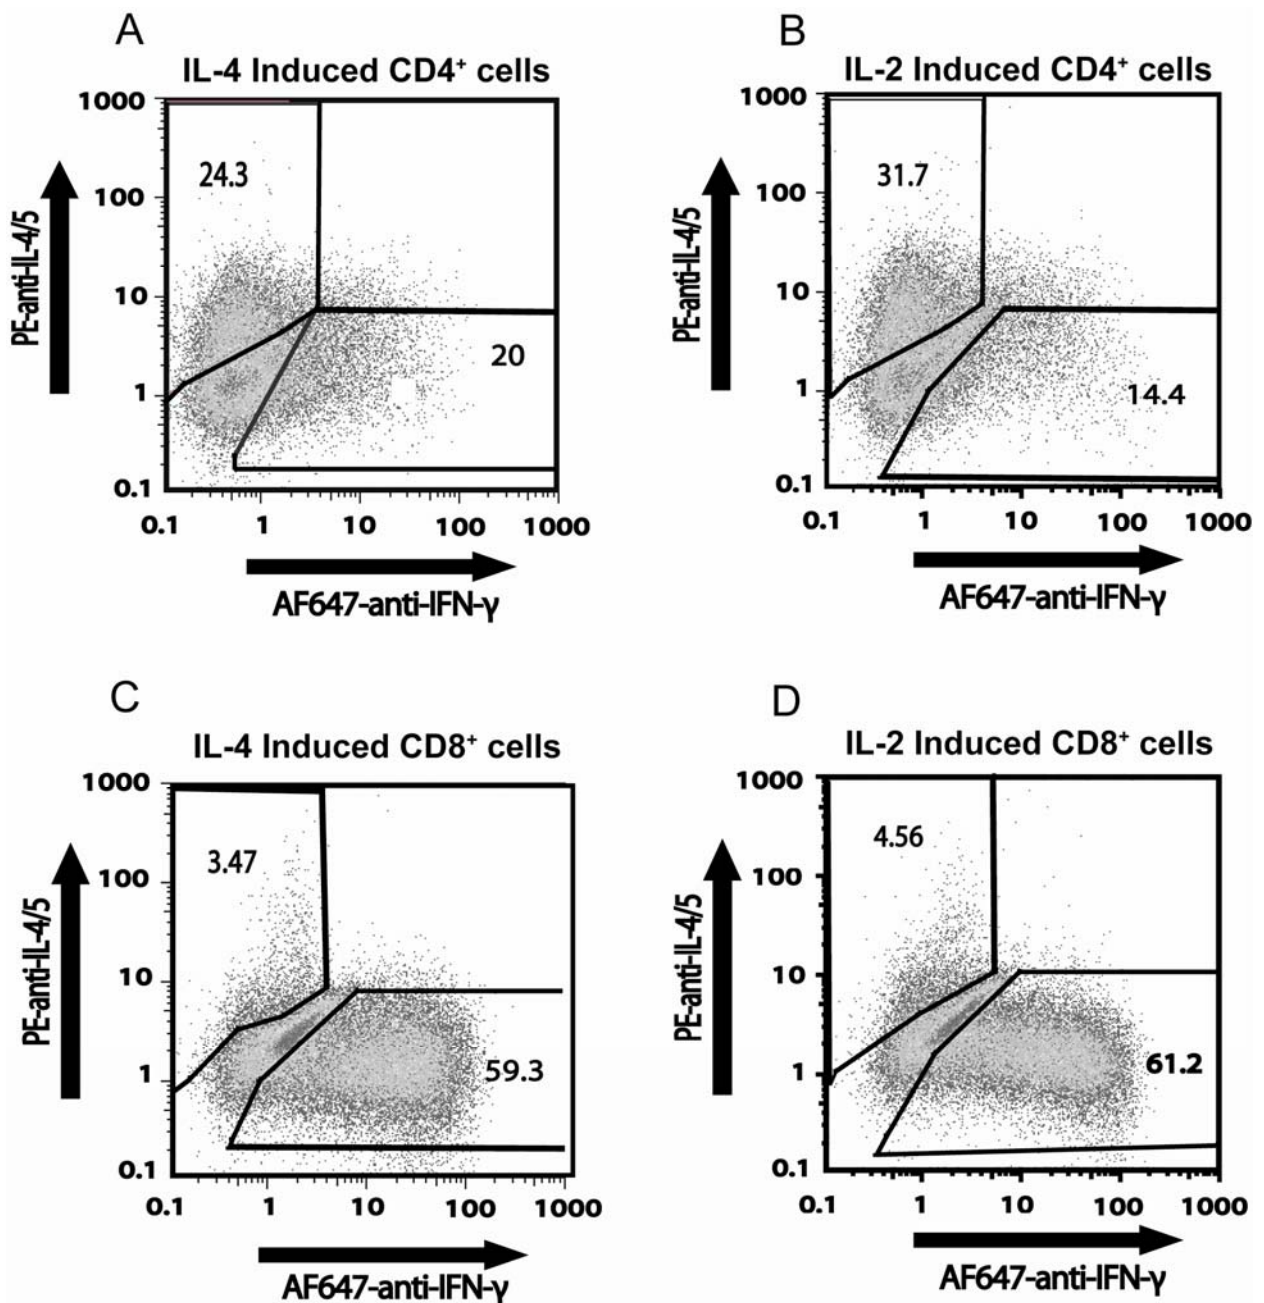 A
IL-4 Induced CD4⁺ cells
1000
100
10
1
0.1
PE-anti-IL-4/5
24.3
20
0.1 1 10 100 1000
AF647-anti-IFN-γ
B
IL-2 Induced CD4⁺ cells
1000
100
10
1
0.1
PE-anti-IL-4/5
31.7
14.4
0.1 1 10 100 1000
AF647-anti-IFN-γ
C
IL-4 Induced CD8⁺ cells
1000
100
10
1
0.1
PE-anti-IL-4/5
3.47
59.3
0.1 1 10 100 1000
AF647-anti-IFN-γ
D
IL-2 Induced CD8⁺ cells
1000
100
10
1
0.1
PE-anti-IL-4/5
4.56
61.2
0.1 1 10 100 1000
AF647-anti-IFN-γ